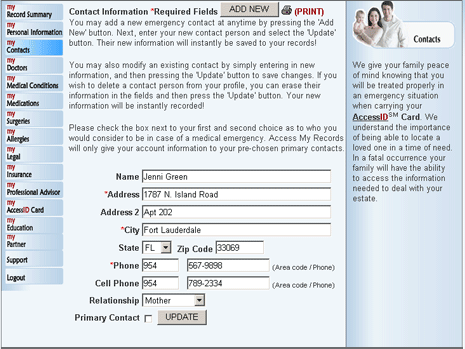 my
Record Summary
my
Personal Information
my
Contacts
my
Doctors
my
Medical Conditions
my
Medications
my
Surgeries
my
Allergies
my
Legal
my
Insurance
my
Professional Advisor
my
AccessID Card
my
Education
my
Partner
Support
Logout
Contact Information *Required Fields ADD NEW (PRINT)
You may add a new emergency contact at anytime by pressing the 'Add
New' button. Next, enter your new contact person and select the 'Update'
button. Their new information will instantly be saved to your records!
You may also modify an existing contact by simply entering in new
information, and then pressing the 'Update' button to save changes. If you
wish to delete a contact person from your profile, you can erase their
information in the fields and then press the 'Update' button. Your new
information will be instantly recorded!
Please check the box next to your first and second choice as to who you
would consider to be in case of a medical emergency. Access My Records
will only give your account information to your pre-chosen primary contacts.
Name Jenni Green
*Address 1787 N. Island Road
Address 2 Apt 202
*City Fort Lauderdale
State FL Zip Code 33069
*Phone 954 567-9898 (Area code / Phone)
Cell Phone 954 789-2334 (Area code / Phone)
Relationship Mother
Primary Contact UPDATE
Contacts
We give your family peace
of mind knowing that you
will be treated properly in
an emergency situation
when carrying your
AccessID℠ Card. We
understand the importance
of being able to locate a
loved one in a time of need.
In a fatal occurrence your
family will have the ability
to access the information
needed to deal with your
estate.